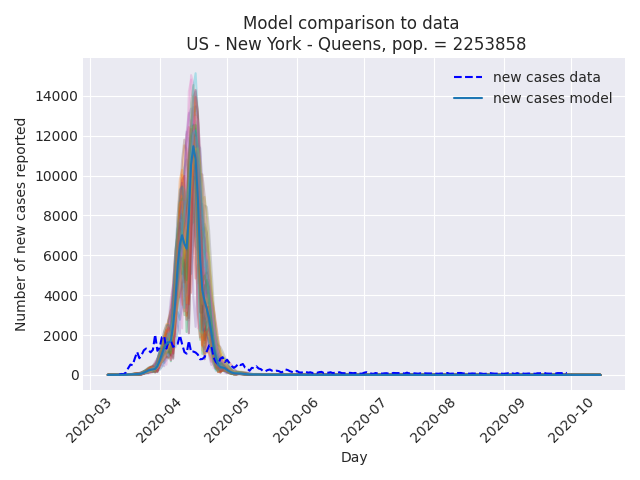 Model comparison to data
US - New York - Queens, pop. = 2253858
new cases data
new cases model
Number of new cases reported
14000
12000
10000
8000
6000
4000
2000
0
2020-03
2020-04
2020-05
2020-06
2020-07
2020-08
2020-09
2020-10
Day